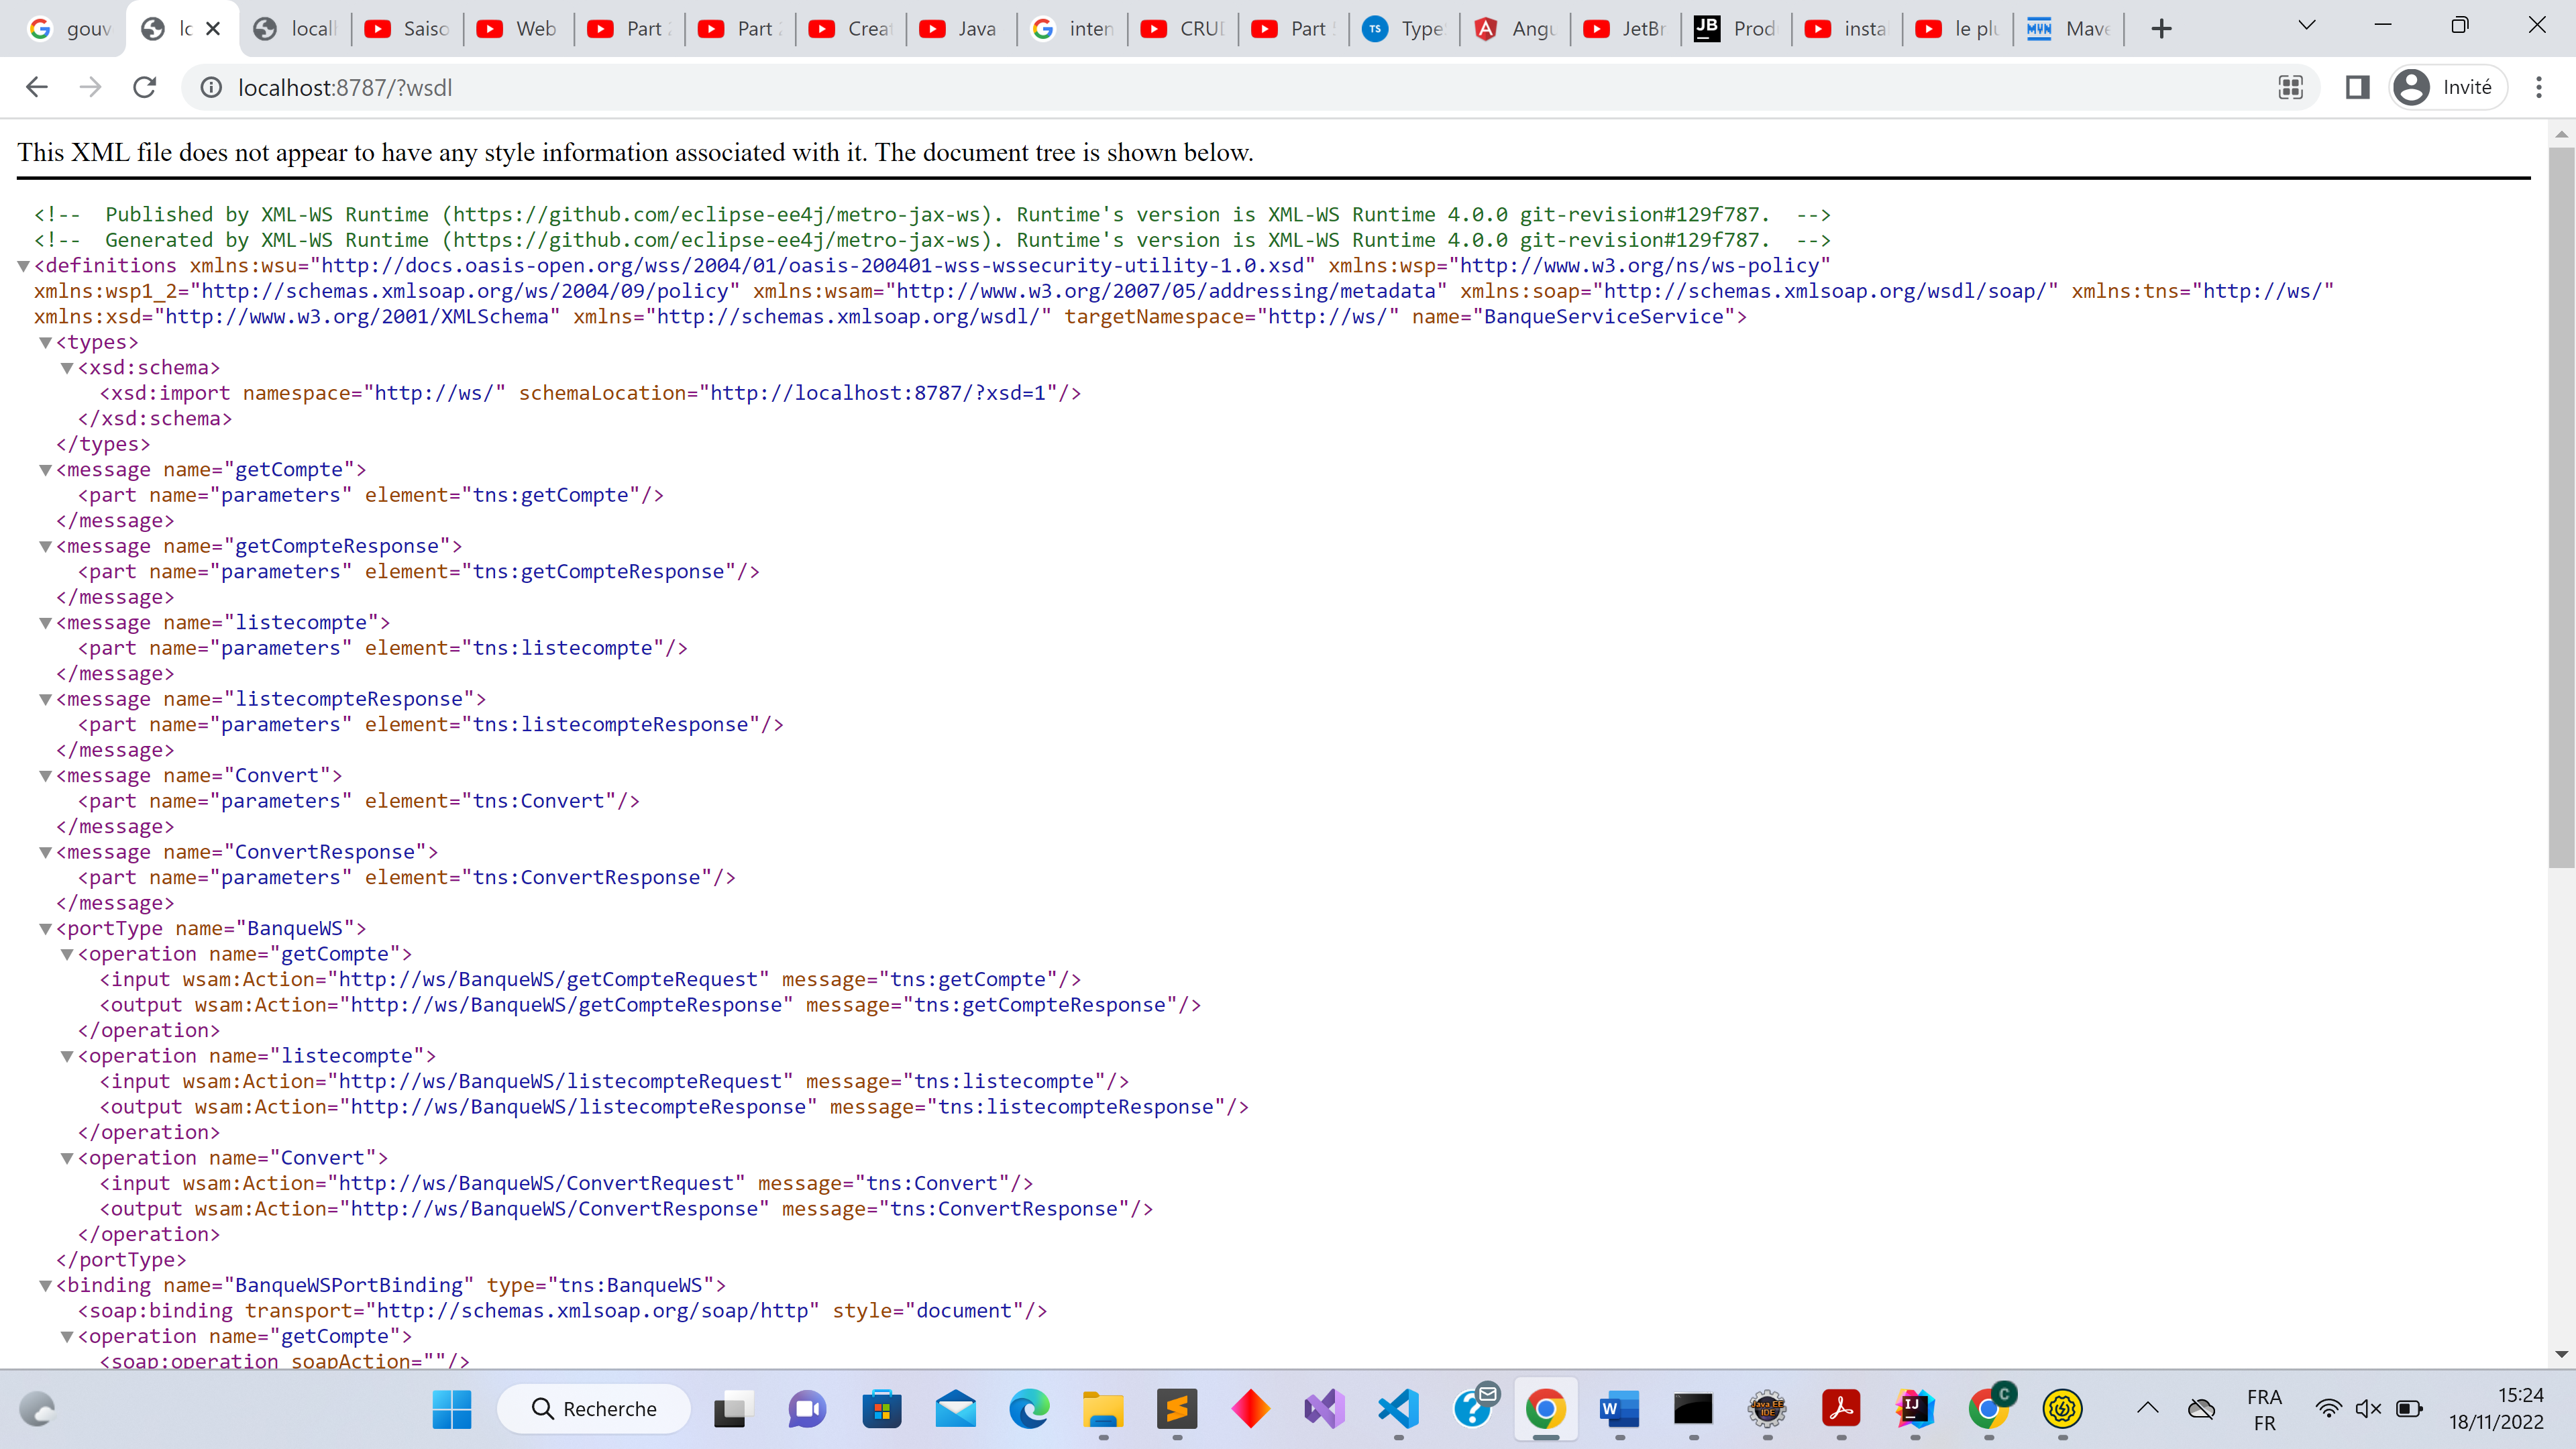 gouv
lc
locall
Saiso
Web
Part 2
Part 2
Creat
Java
inten
CRUD
Part 5
TS
Type
Angu
JetBr
JB
Prod
insta
le plu
MVN
Mave
localhost:8787/?wsdl
Invité
This XML file does not appear to have any style information associated with it. The document tree is shown below.
<!-- Published by XML-WS Runtime (https://github.com/eclipse-ee4j/metro-jax-ws). Runtime's version is XML-WS Runtime 4.0.0 git-revision#129f787. -->
<!-- Generated by XML-WS Runtime (https://github.com/eclipse-ee4j/metro-jax-ws). Runtime's version is XML-WS Runtime 4.0.0 git-revision#129f787. -->
▼<definitions xmlns:wsu="http://docs.oasis-open.org/wss/2004/01/oasis-200401-wss-wssecurity-utility-1.0.xsd" xmlns:wsp="http://www.w3.org/ns/ws-policy"
xmlns:wsp1_2="http://schemas.xmlsoap.org/ws/2004/09/policy" xmlns:wsam="http://www.w3.org/2007/05/addressing/metadata" xmlns:soap="http://schemas.xmlsoap.org/wsdl/soap/" xmlns:tns="http://ws/"
xmlns:xsd="http://www.w3.org/2001/XMLSchema" xmlns="http://schemas.xmlsoap.org/wsdl/" targetNamespace="http://ws/" name="BanqueServiceService">
▼<types>
▼<xsd:schema>
<xsd:import namespace="http://ws/" schemaLocation="http://localhost:8787/?xsd=1"/>
</xsd:schema>
</types>
▼<message name="getCompte">
<part name="parameters" element="tns:getCompte"/>
</message>
▼<message name="getCompteResponse">
<part name="parameters" element="tns:getCompteResponse"/>
</message>
▼<message name="listecompte">
<part name="parameters" element="tns:listecompte"/>
</message>
▼<message name="listecompteResponse">
<part name="parameters" element="tns:listecompteResponse"/>
</message>
▼<message name="Convert">
<part name="parameters" element="tns:Convert"/>
</message>
▼<message name="ConvertResponse">
<part name="parameters" element="tns:ConvertResponse"/>
</message>
▼<portType name="BanqueWS">
▼<operation name="getCompte">
<input wsam:Action="http://ws/BanqueWS/getCompteRequest" message="tns:getCompte"/>
<output wsam:Action="http://ws/BanqueWS/getCompteResponse" message="tns:getCompteResponse"/>
</operation>
▼<operation name="listecompte">
<input wsam:Action="http://ws/BanqueWS/listecompteRequest" message="tns:listecompte"/>
<output wsam:Action="http://ws/BanqueWS/listecompteResponse" message="tns:listecompteResponse"/>
</operation>
▼<operation name="Convert">
<input wsam:Action="http://ws/BanqueWS/ConvertRequest" message="tns:Convert"/>
<output wsam:Action="http://ws/BanqueWS/ConvertResponse" message="tns:ConvertResponse"/>
</operation>
</portType>
▼<binding name="BanqueWSPortBinding" type="tns:BanqueWS">
<soap:binding transport="http://schemas.xmlsoap.org/soap/http" style="document"/>
▼<operation name="getCompte">
<soap:operation soapAction=""/>
Recherche
W
Java EE
IDE
IJ
C
FRA
FR
15:24
18/11/2022